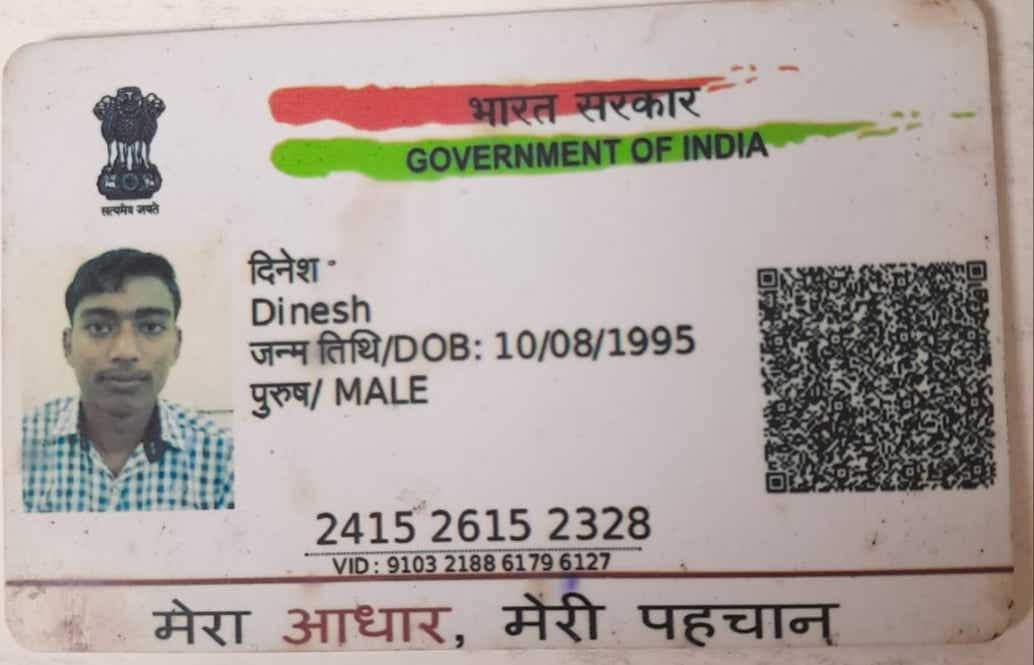 भारत सरकार
GOVERNMENT OF INDIA
सत्यमेव जयते
दिनेश
Dinesh
जन्म तिथि/DOB: 10/08/1995
पुरुष/ MALE
2415 2615 2328
VID : 9103 2188 6179 6127
मेरा आधार, मेरी पहचान